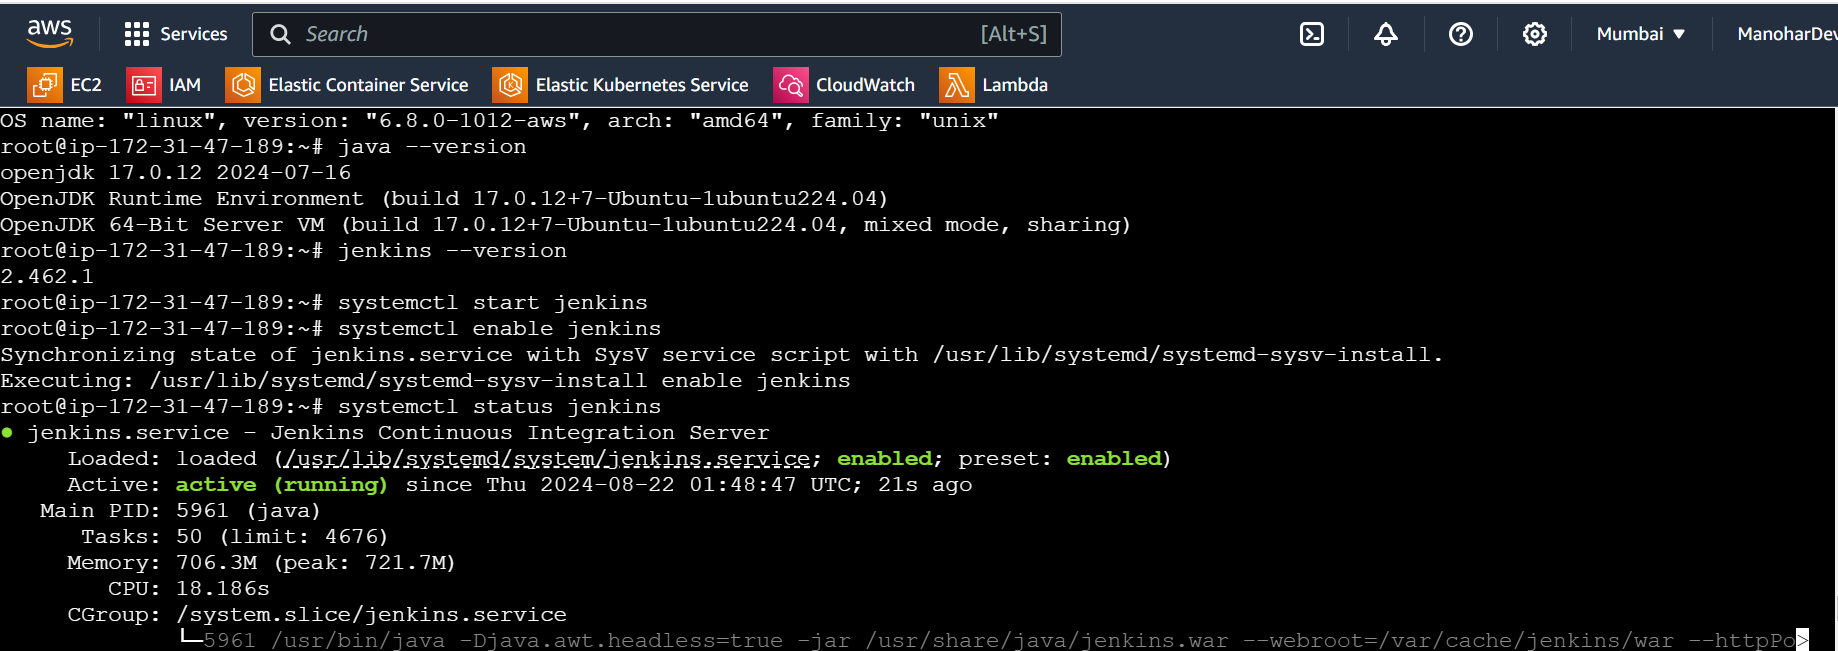 aws Services Search [Alt+S] Mumbai ▼ ManoharDev
EC2 IAM Elastic Container Service Elastic Kubernetes Service CloudWatch Lambda
OS name: "linux", version: "6.8.0-1012-aws", arch: "amd64", family: "unix"
root@ip-172-31-47-189:~# java --version
openjdk 17.0.12 2024-07-16
OpenJDK Runtime Environment (build 17.0.12+7-Ubuntu-1ubuntu224.04)
OpenJDK 64-Bit Server VM (build 17.0.12+7-Ubuntu-1ubuntu224.04, mixed mode, sharing)
root@ip-172-31-47-189:~# jenkins --version
2.462.1
root@ip-172-31-47-189:~# systemctl start jenkins
root@ip-172-31-47-189:~# systemctl enable jenkins
Synchronizing state of jenkins.service with SysV service script with /usr/lib/systemd/systemd-sysv-install.
Executing: /usr/lib/systemd/systemd-sysv-install enable jenkins
root@ip-172-31-47-189:~# systemctl status jenkins
● jenkins.service - Jenkins Continuous Integration Server
Loaded: loaded (/usr/lib/systemd/system/jenkins.service; enabled; preset: enabled)
Active: active (running) since Thu 2024-08-22 01:48:47 UTC; 21s ago
Main PID: 5961 (java)
Tasks: 50 (limit: 4676)
Memory: 706.3M (peak: 721.7M)
CPU: 18.186s
CGroup: /system.slice/jenkins.service
└─5961 /usr/bin/java -Djava.awt.headless=true -jar /usr/share/java/jenkins.war --webroot=/var/cache/jenkins/war --httpPo>